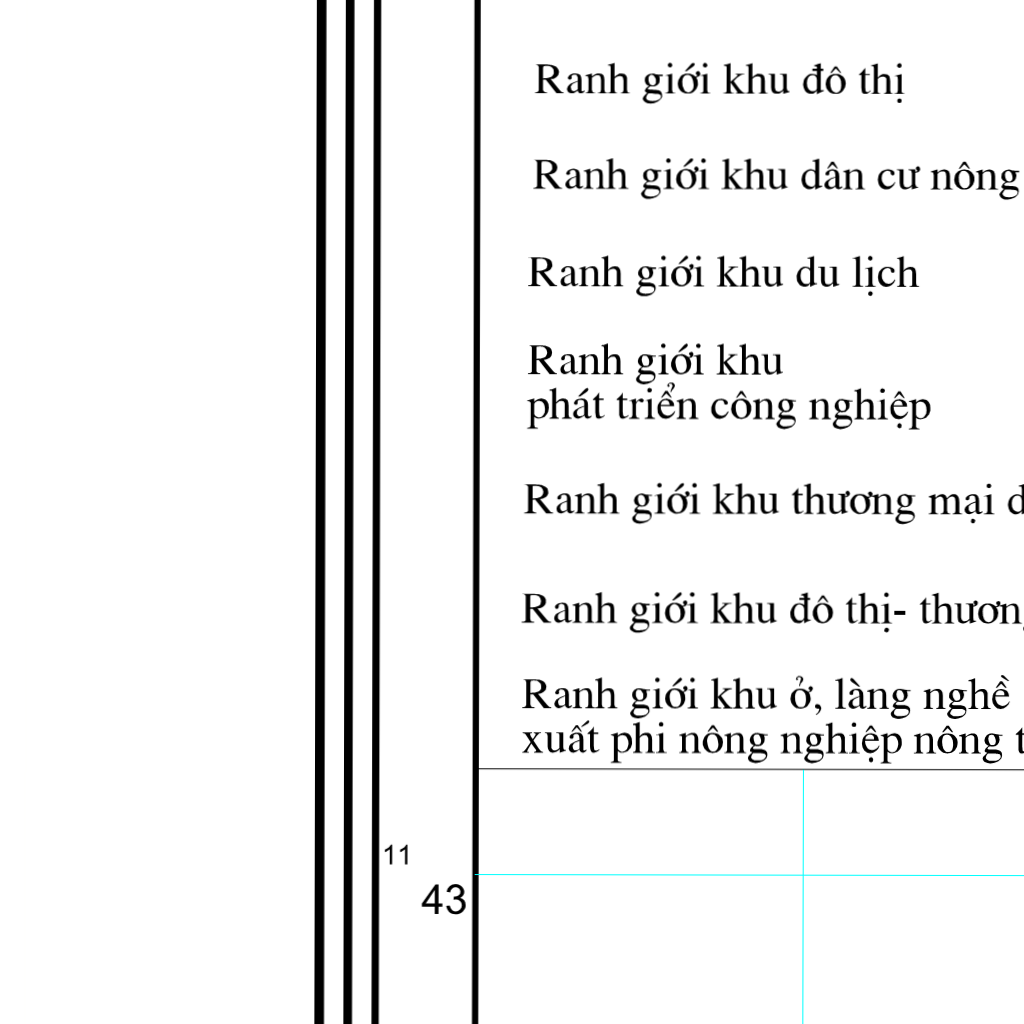 Ranh giới khu đô thị
Ranh giới khu dân cư nông
Ranh giới khu du lịch
Ranh giới khu
phát triển công nghiệp
Ranh giới khu thương mại
Ranh giới khu đô thị-
Ranh giới khu ở, làng nghề
xuất phi nông nghiệp nông
11
43